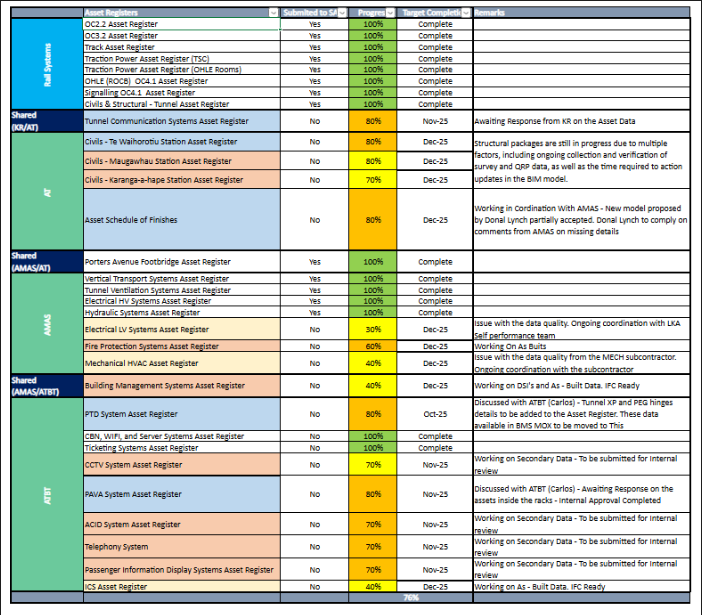 Asset Registers Submited to SA Progres Target Completi Remarks
Rail Systems
OC2.2 Asset Register Yes 100% Complete
OC3.2 Asset Register Yes 100% Complete
Track Asset Register Yes 100% Complete
Traction Power Asset Register (TSC) Yes 100% Complete
Traction Power Asset Register (OHLE Rooms) Yes 100% Complete
OHLE (ROCB) OC4.1 Asset Register Yes 100% Complete
Signalling OC4.1 Asset Register Yes 100% Complete
Civils & Structural - Tunnel Asset Register Yes 100% Complete
Shared
(KR/AT)
Tunnel Communication Systems Asset Register No 80% Nov-25 Awaiting Response from KR on the Asset Data
AT
Civils - Te Waihorotiu Station Asset Register No 80% Dec-25
Civils - Maugawhau Station Asset Register No 80% Dec-25
Civils - Karanga-a-hape Station Asset Register No 70% Dec-25
Structural packages are still in progress due to multiple
factors, including ongoing collection and verification of
survey and QRP data, as well as the time required to action
updates in the BIM model.
Asset Schedule of Finishes No 80% Dec-25
Working in Cordination With AMAS - New model proposed
by Donal Lynch partially accepted. Donal Lynch to comply on
comments from AMAS on missing details
Shared
(AMAS/AT)
Porters Avenue Footbridge Asset Register Yes 100% Complete
AMAS
Vertical Transport Systems Asset Register Yes 100% Complete
Tunnel Ventilation Systems Asset Register Yes 100% Complete
Electrical HV Systems Asset Register Yes 100% Complete
Hydraulic Systems Asset Register Yes 100% Complete
Electrical LV Systems Asset Register No 30% Dec-25
Issue with the data quality. Ongoing coordination with LKA
Self performance team
Fire Protection Systems Asset Register No 60% Dec-25 Working On As Buits
Mechanical HVAC Asset Register No 40% Dec-25
Issue with the data quality from the MECH subcontractor.
Ongoing coordination with the subcontractor
Shared
(AMAS/ATBT)
Building Management Systems Asset Register No 40% Dec-25 Working on DSI's and As - Built Data. IFC Ready
ATBT
PTD System Asset Register No 80% Oct-25
Discussed with ATBT (Carlos) - Tunnel XP and PEG hinges
details to be added to the Asset Register. These data
available in BMS MOX to be moved to This
CBN, WIFI, and Server Systems Asset Register No 100% Complete
Ticketing Systems Asset Register No 100% Complete
CCTV System Asset Register No 70% Nov-25
Working on Secondary Data - To be submitted for Internal
review
PAVA System Asset Register No 80% Nov-25
Discussed with ATBT (Carlos) - Awaiting Response on the
assets inside the racks - Internal Approval Completed
ACID System Asset Register No 70% Nov-25
Working on Secondary Data - To be submitted for Internal
review
Telephony System No 70% Nov-25
Working on Secondary Data - To be submitted for Internal
review
Passenger Information Display Systems Asset Register No 70% Nov-25
Working on Secondary Data - To be submitted for Internal
review
ICS Asset Register No 40% Dec-25 Working on As - Built Data. IFC Ready
76%